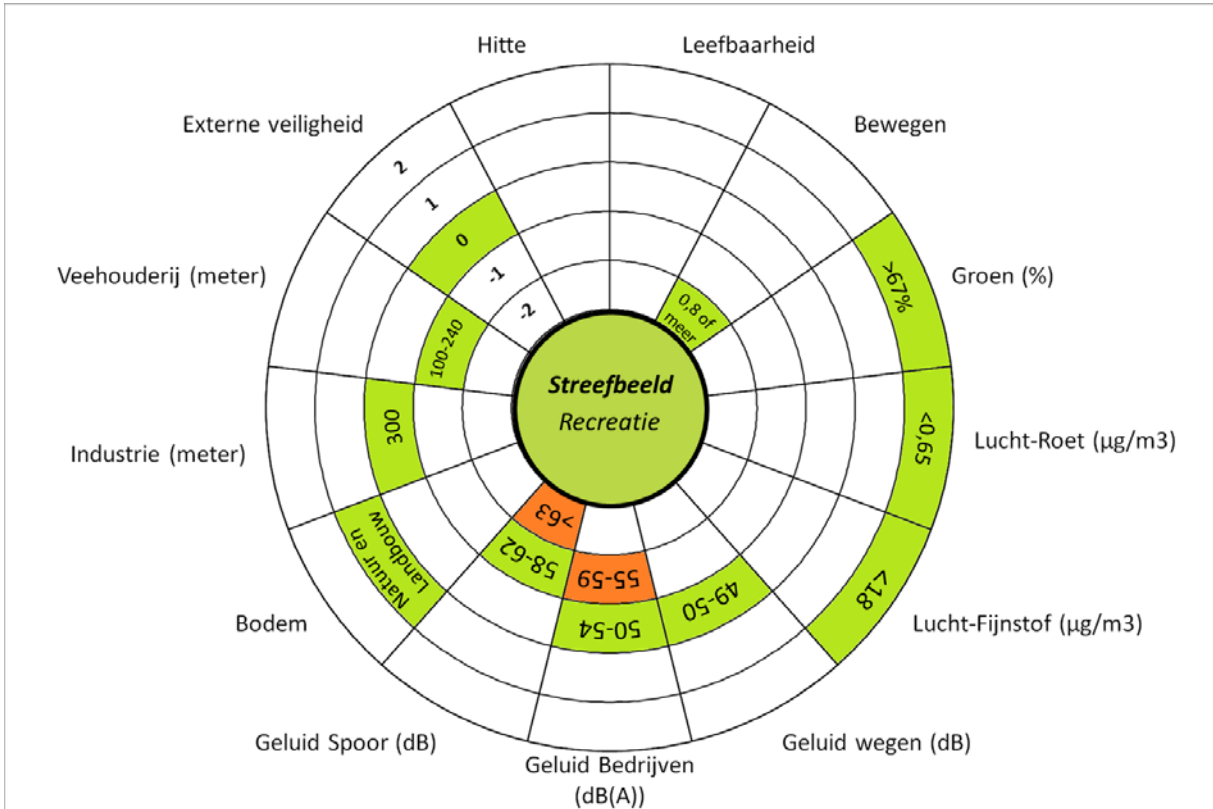 Hitte
Leefbaarheid
Externe veiligheid
Bewegen
2
1
0
-1
-2
Veehouderij (meter)
100-240
Groen (%)
>67%
0,8 of
meer
Streefbeeld
Recreatie
Industrie (meter)
300
Lucht-Roet (µg/m3)
<0,65
Bodem
Natuur en
Landbouw
Lucht-Fijnstof (µg/m3)
<18
Geluid Spoor (dB)
>63
58-62
Geluid Bedrijven
(dB(A))
55-59
50-54
Geluid wegen (dB)
49-50